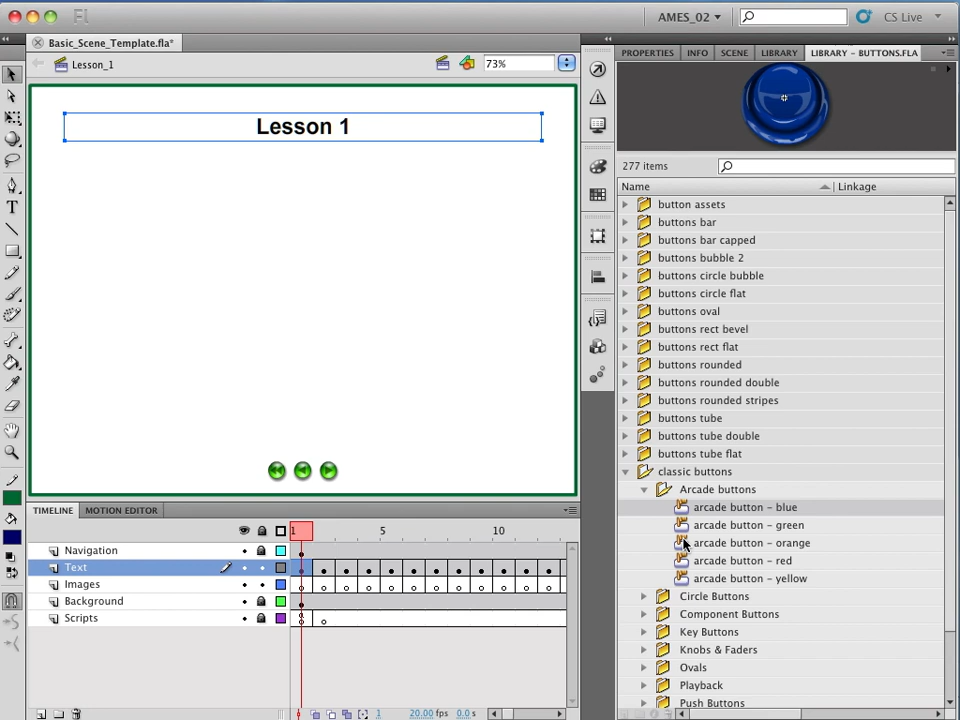 Fl
AMES_02
CS Live
Basic_Scene_Template.fla*
Lesson_1
73%
PROPERTIES INFO SCENE LIBRARY LIBRARY - BUTTONS.FLA
Lesson 1
277 items
Name Linkage
button assets
buttons bar
buttons bar capped
buttons bubble 2
buttons circle bubble
buttons circle flat
buttons oval
buttons rect bevel
buttons rect flat
buttons rounded
buttons rounded double
buttons rounded stripes
buttons tube
buttons tube double
buttons tube flat
classic buttons
Arcade buttons
arcade button - blue
arcade button - green
arcade button - orange
arcade button - red
arcade button - yellow
Circle Buttons
Component Buttons
Key Buttons
Knobs & Faders
Ovals
Playback
Push Buttons
TIMELINE MOTION EDITOR
1 5 10
Navigation
Text
Images
Background
Scripts
1 20.00 fps 0.0 s